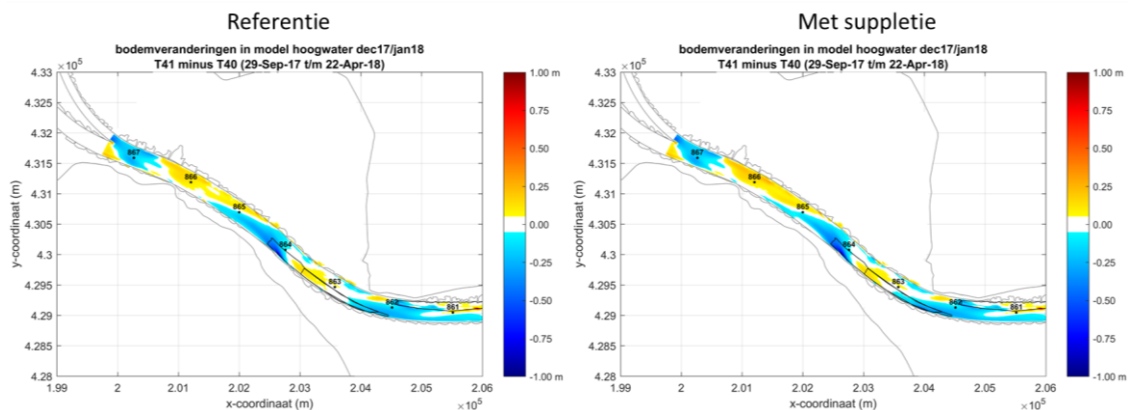 Referentie
bodemveranderingen in model hoogwater dec17/jan18
T41 minus T40 (29-Sep-17 t/m 22-Apr-18)
×10⁵
4.33
4.325
4.32
4.315
4.31
4.305
4.3
4.295
4.29
4.285
4.28
y-coordinaat (m)
867
866
865
864
863
862
861
1.99
2
2.01
2.02
2.03
2.04
2.05
2.06
x-coordinaat (m)
×10⁵
1.00 m
0.75 m
0.50 m
0.25 m
0.00 m
-0.25 m
-0.50 m
-0.75 m
-1.00 m
Met suppletie
bodemveranderingen in model hoogwater dec17/jan18
T41 minus T40 (29-Sep-17 t/m 22-Apr-18)
×10⁵
4.33
4.325
4.32
4.315
4.31
4.305
4.3
4.295
4.29
4.285
4.28
y-coordinaat (m)
867
866
865
864
863
862
861
1.99
2
2.01
2.02
2.03
2.04
2.05
2.06
x-coordinaat (m)
×10⁵
1.00 m
0.75 m
0.50 m
0.25 m
0.00 m
-0.25 m
-0.50 m
-0.75 m
-1.00 m